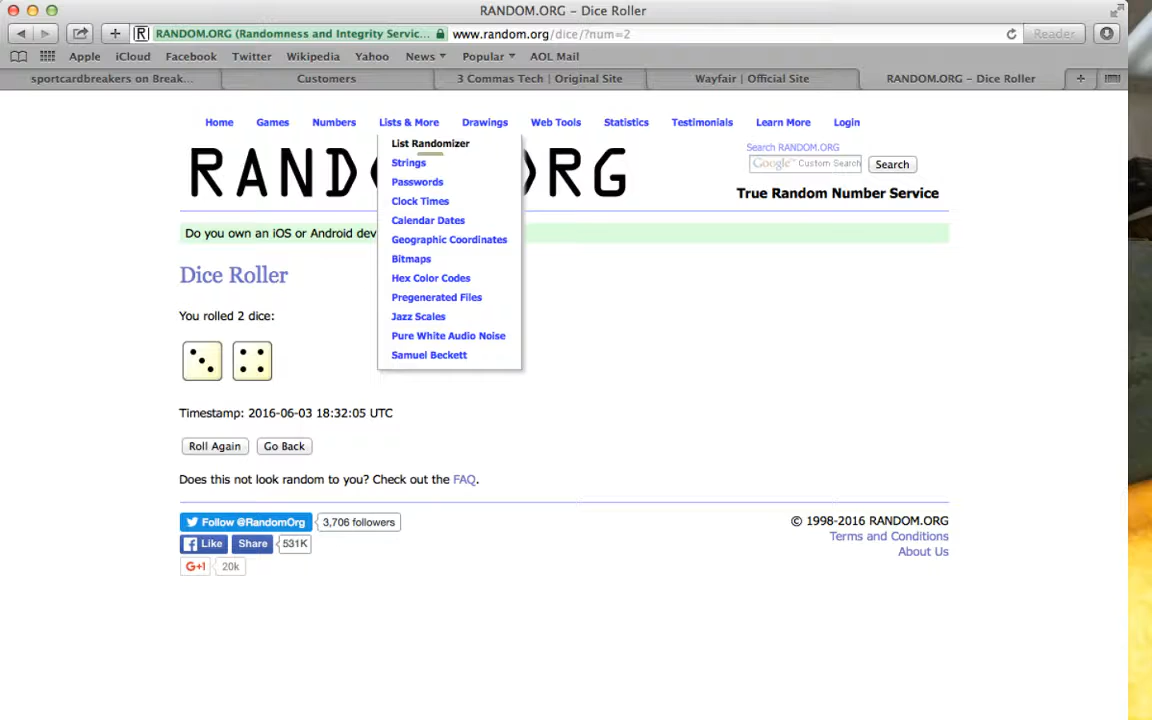 RANDOM.ORG – Dice Roller
RANDOM.ORG (Randomness and Integrity Servic... www.random.org/dice/?num=2 Reader
Apple iCloud Facebook Twitter Wikipedia Yahoo News Popular AOL Mail
sportcardbreakers on Break... Customers 3 Commas Tech | Original Site Wayfair | Official Site RANDOM.ORG – Dice Roller
Home Games Numbers Lists & More Drawings Web Tools Statistics Testimonials Learn More Login
List Randomizer
Strings
Passwords
Clock Times
Calendar Dates
Geographic Coordinates
Bitmaps
Hex Color Codes
Pregenerated Files
Jazz Scales
Pure White Audio Noise
Samuel Beckett
RAND RG
Search RANDOM.ORG
Google™ Custom Search Search
True Random Number Service
Do you own an iOS or Android dev
Dice Roller
You rolled 2 dice:
Timestamp: 2016-06-03 18:32:05 UTC
Roll Again Go Back
Does this not look random to you? Check out the FAQ.
Follow @RandomOrg 3,706 followers
Like Share 531K
G+1 20k
© 1998-2016 RANDOM.ORG
Terms and Conditions
About Us